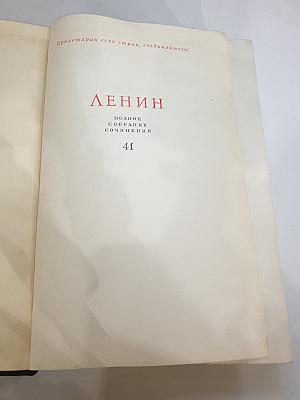 Пролетарии всех стран, соединяйтесь!
ЛЕНИН
ПОЛНОЕ
СОБРАНИЕ
СОЧИНЕНИЙ
41